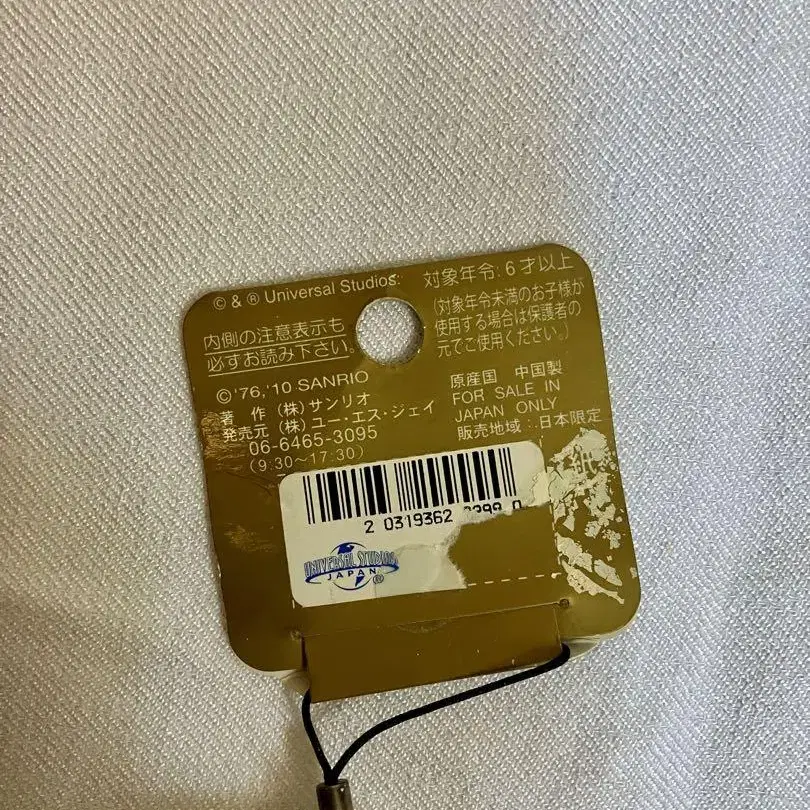 © & ® Universal Studios.
対象年令:6才以上
(対象年令未満のお子様が
使用する場合は保護者の
元でご使用ください。)
内側の注意表示も
必ずお読み下さい。
©'76,'10 SANRIO
著 作 (株)サンリオ
発売元 (株)ユー・エス・ジェイ
06-6465-3095
(9:30〜17:30)
原産国 中国製
FOR SALE IN
JAPAN ONLY
販売地域:日本限定
紙
2 0319362
UNIVERSAL STUDIOS
JAPAN ®